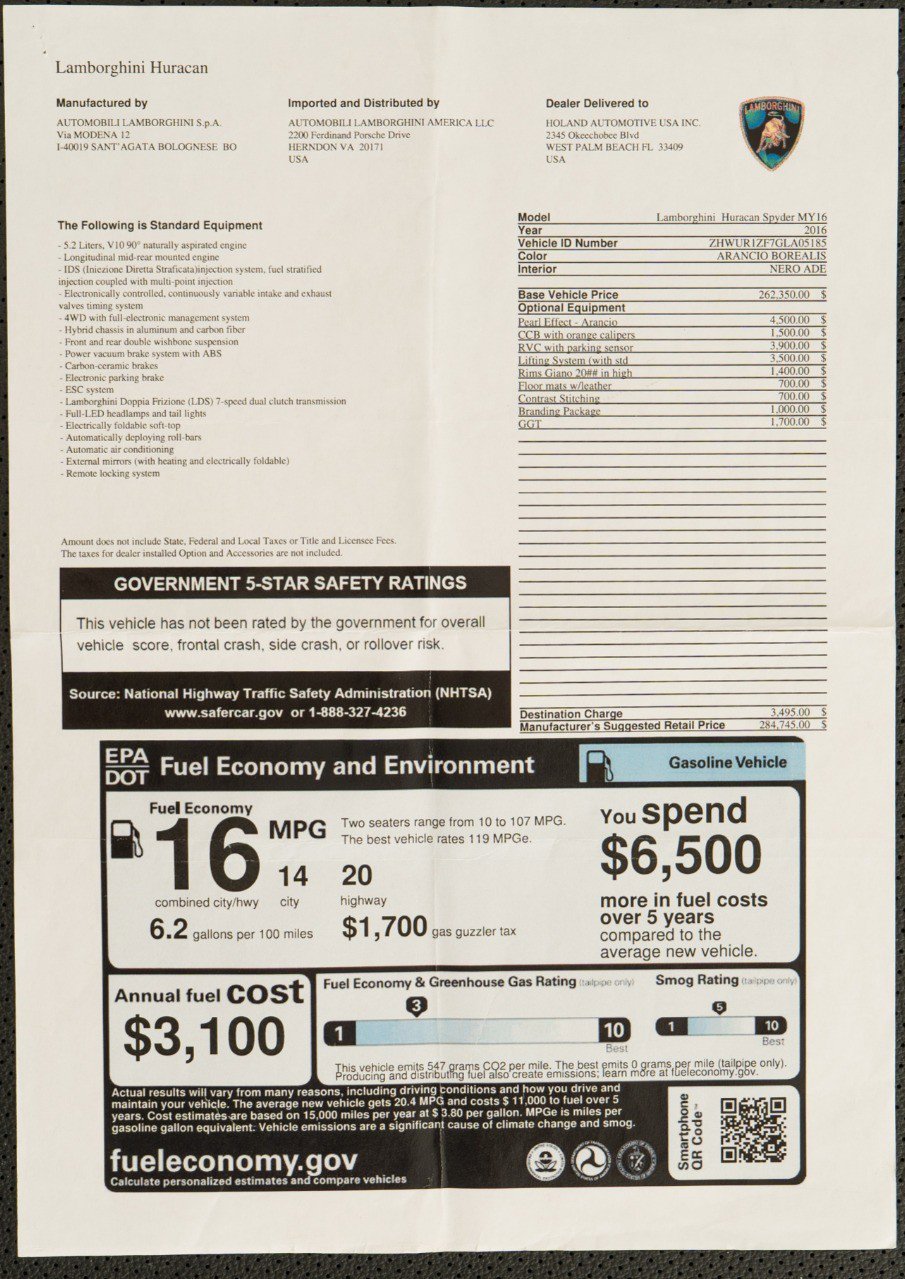 Lamborghini Huracan
Manufactured by
AUTOMOBILI LAMBORGHINI S.p.A.
Via MODENA 12
I-40019 SANT'AGATA BOLOGNESE BO
Imported and Distributed by
AUTOMOBILI LAMBORGHINI AMERICA LLC
2200 Ferdinand Porsche Drive
HERNDON VA 20171
USA
Dealer Delivered to
HOLAND AUTOMOTIVE USA INC.
2345 Okeechobee Blvd
WEST PALM BEACH FL 33409
USA
LAMBORGHINI
The Following is Standard Equipment
- 5.2 Liters, V10 90° naturally aspirated engine
- Longitudinal mid-rear mounted engine
- IDS (Iniezione Diretta Straficata)injection system, fuel stratified
injection coupled with multi-point injection
- Electronically controlled, continuously variable intake and exhaust
valves timing system
- 4WD with full-electronic management system
- Hybrid chassis in aluminum and carbon fiber
- Front and rear double wishbone suspension
- Power vacuum brake system with ABS
- Carbon-ceramic brakes
- Electronic parking brake
- ESC system
- Lamborghini Doppia Frizione (LDS) 7-speed dual clutch transmission
- Full-LED headlamps and tail lights
- Electrically foldable soft-top
- Automatically deploying roll-bars
- Automatic air conditioning
- External mirrors (with heating and electrically foldable)
- Remote locking system
Model Lamborghini Huracan Spyder MY16
Year 2016
Vehicle ID Number ZHWUR1ZF7GLA05185
Color ARANCIO BOREALIS
Interior NERO ADE
Base Vehicle Price 262,350.00 $
Optional Equipment
Pearl Effect - Arancio 4,500.00 $
CCB with orange calipers 1,500.00 $
RVC with parking sensor 3,900.00 $
Lifting System (with std 3,500.00 $
Rims Giano 20## in high 1,400.00 $
Floor mats w/leather 700.00 $
Contrast Stitching 700.00 $
Branding Package 1,000.00 $
GGT 1,700.00 $
Destination Charge 3,495.00 $
Manufacturer's Suggested Retail Price 284,745.00 $
Amount does not include State, Federal and Local Taxes or Title and Licensee Fees.
The taxes for dealer installed Option and Accessories are not included.
GOVERNMENT 5-STAR SAFETY RATINGS
This vehicle has not been rated by the government for overall
vehicle score, frontal crash, side crash, or rollover risk.
Source: National Highway Traffic Safety Administration (NHTSA)
www.safercar.gov or 1-888-327-4236
EPA
DOT
Fuel Economy and Environment
Gasoline Vehicle
Fuel Economy
16 MPG
combined city/hwy
14
city
20
highway
Two seaters range from 10 to 107 MPG.
The best vehicle rates 119 MPGe.
6.2 gallons per 100 miles
$1,700 gas guzzler tax
You spend
$6,500
more in fuel costs
over 5 years
compared to the
average new vehicle.
Annual fuel cost
$3,100
Fuel Economy & Greenhouse Gas Rating (tailpipe only)
3
1 10
Best
Smog Rating (tailpipe only)
5
1 10
Best
This vehicle emits 547 grams CO2 per mile. The best emits 0 grams per mile (tailpipe only).
Producing and distributing fuel also create emissions; learn more at fueleconomy.gov.
Actual results will vary from many reasons, including driving conditions and how you drive and
maintain your vehicle. The average new vehicle gets 20.4 MPG and costs $ 11,000 to fuel over 5
years. Cost estimates are based on 15,000 miles per year at $ 3.80 per gallon. MPGe is miles per
gasoline gallon equivalent. Vehicle emissions are a significant cause of climate change and smog.
fueleconomy.gov
Calculate personalized estimates and compare vehicles
Smartphone
QR Code™